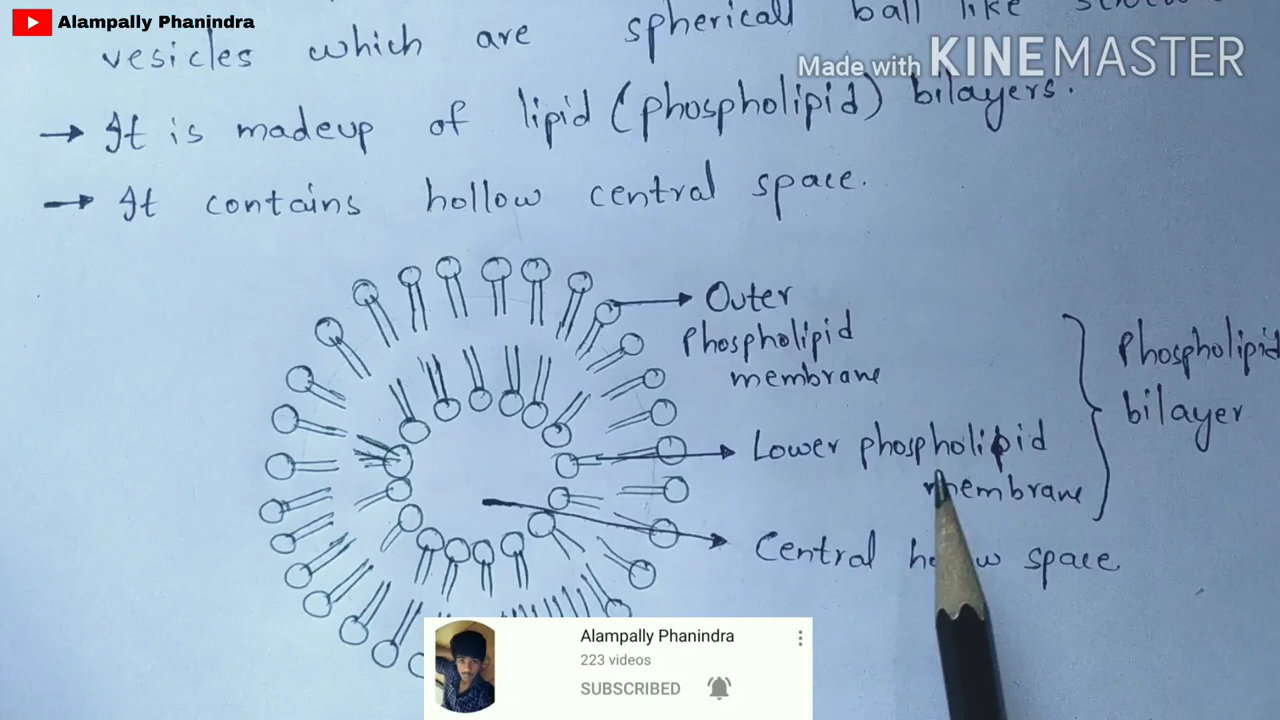 Alampally Phanindra
vesicles which are spherical ball like
Made with KINEMASTER
→ It is madeup of lipid (phospholipid) bilayers.
→ It contains hollow central space.
Outer
phospholipid
membrane
Lower phospholipid
membrane
Phospholipid
bilayer
Central space
Alampally Phanindra
223 videos
SUBSCRIBED